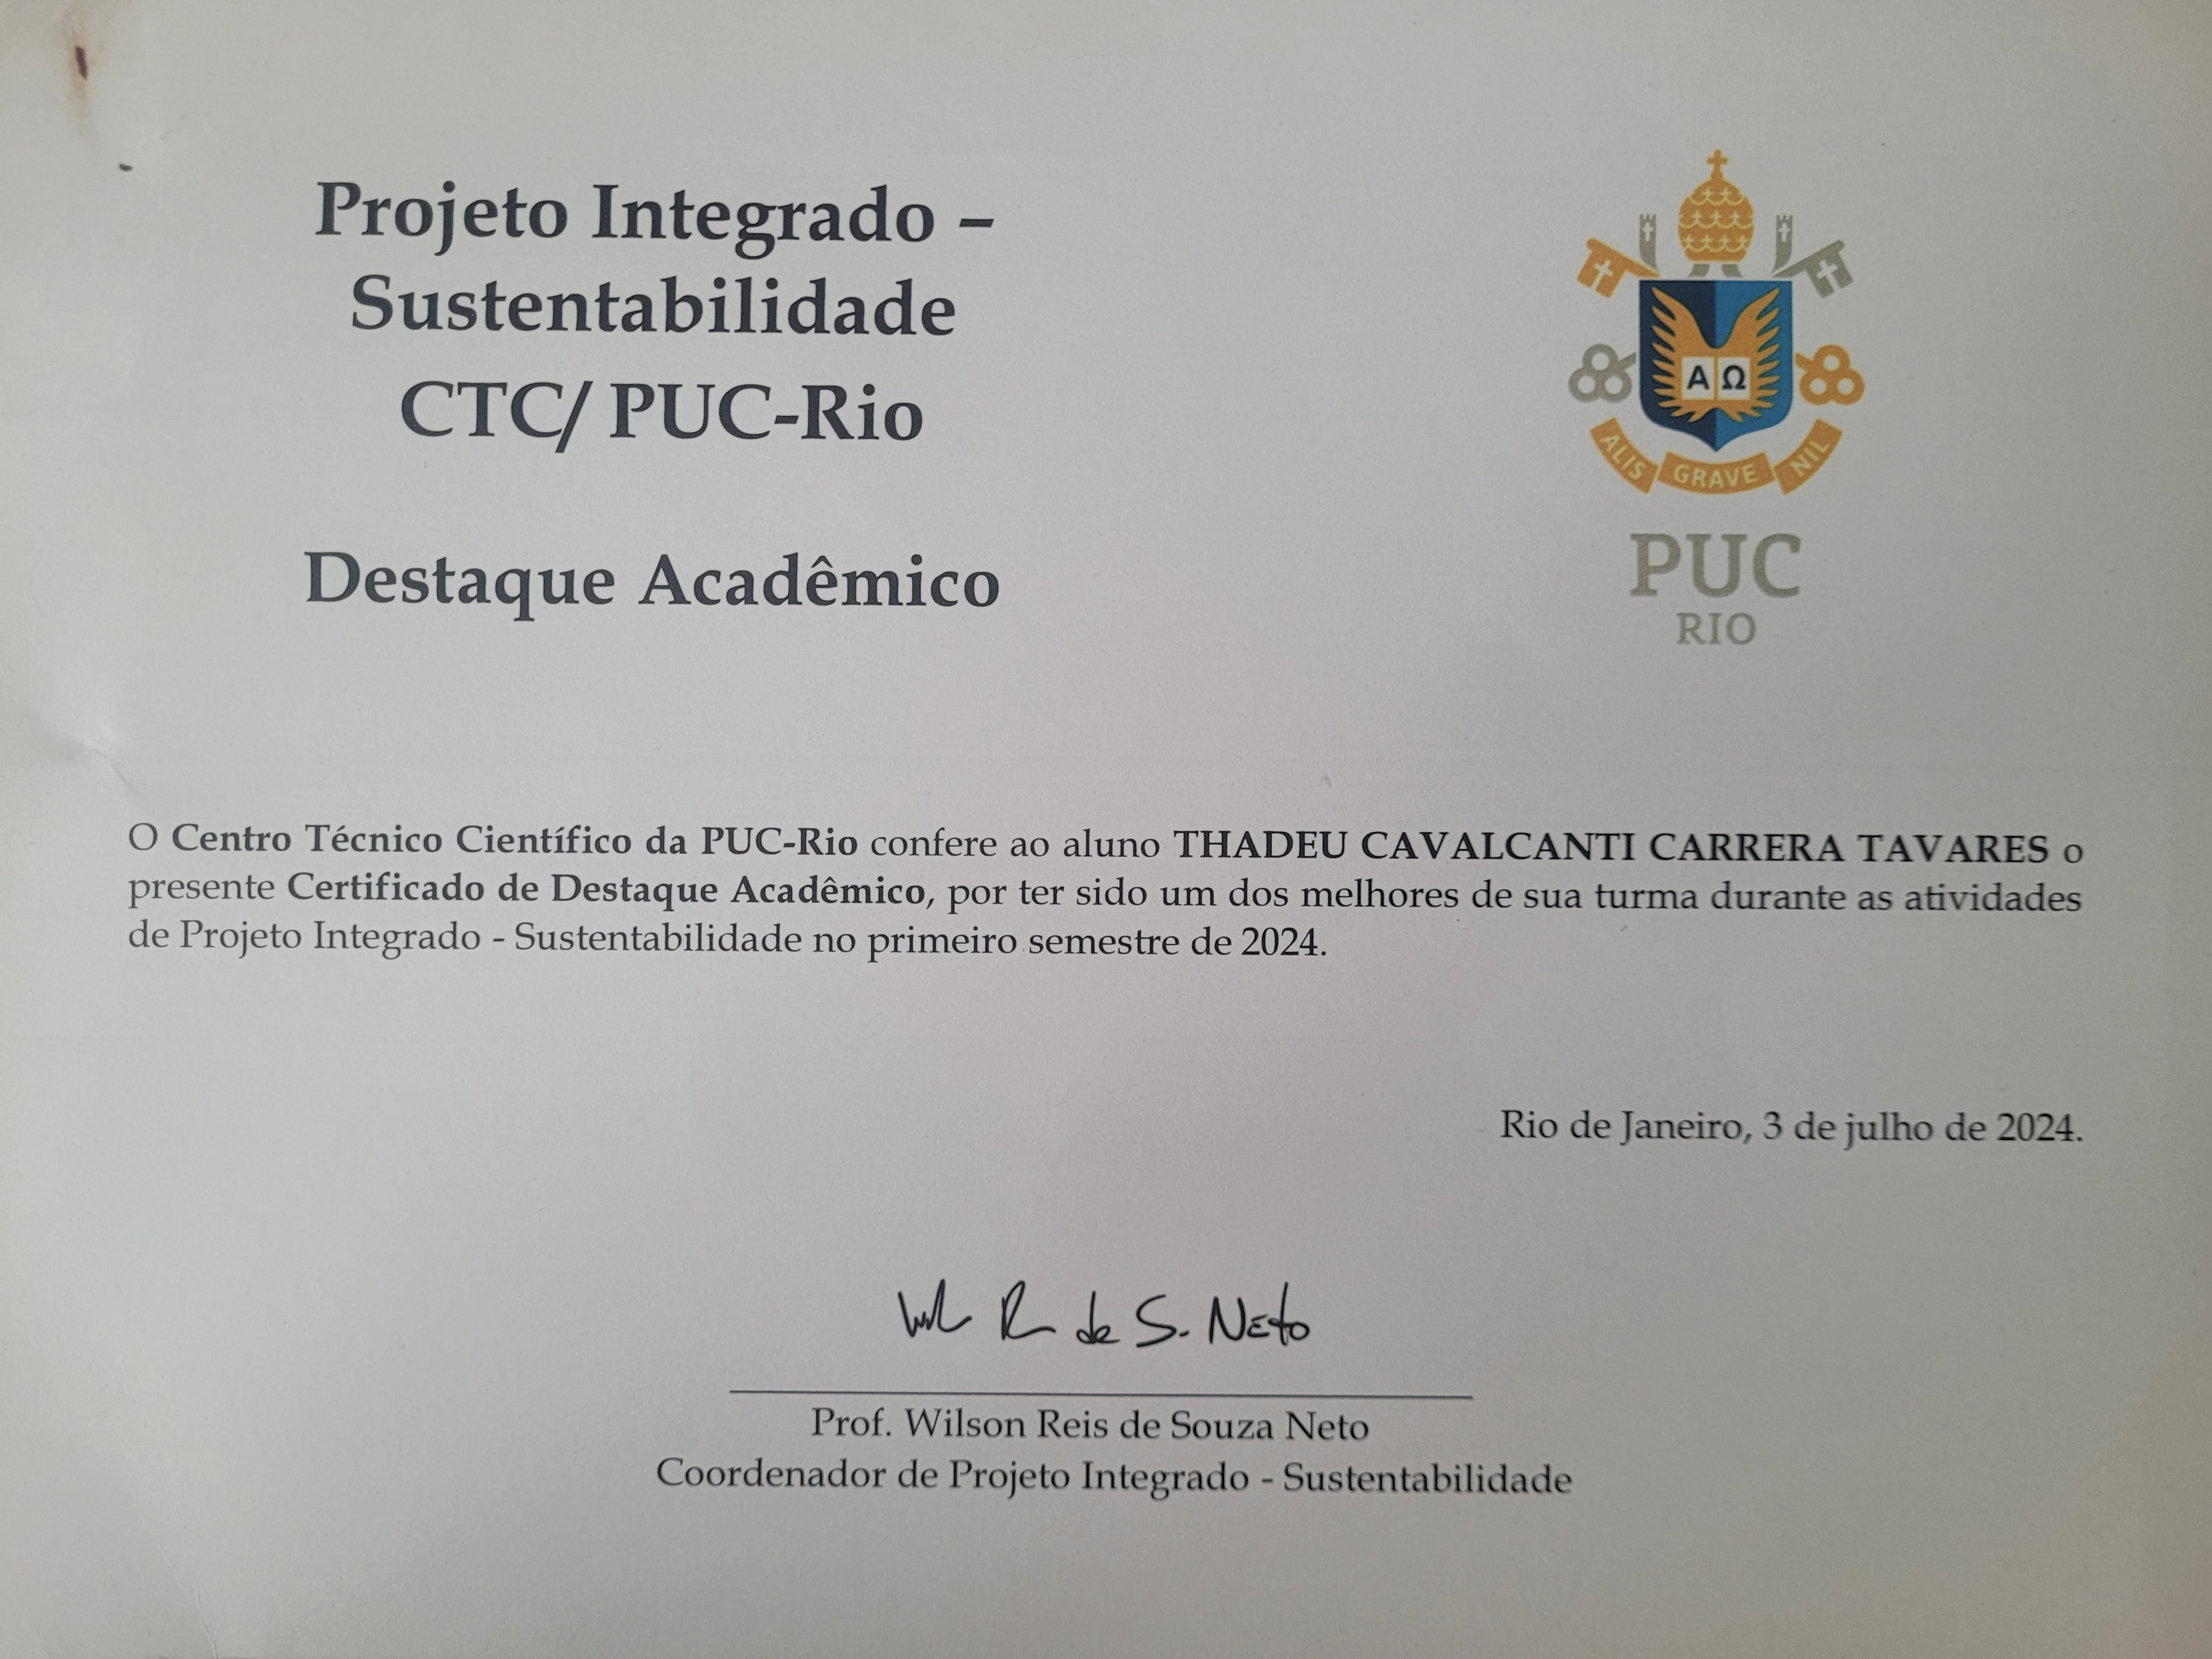 Projeto Integrado –
Sustentabilidade
CTC/ PUC-Rio
Destaque Acadêmico
A Ω
ALIS GRAVE NIL
PUC
RIO
O Centro Técnico Científico da PUC-Rio confere ao aluno THADEU CAVALCANTI CARRERA TAVARES o
presente Certificado de Destaque Acadêmico, por ter sido um dos melhores de sua turma durante as atividades
de Projeto Integrado - Sustentabilidade no primeiro semestre de 2024.
Rio de Janeiro, 3 de julho de 2024.
de S. Neto
Prof. Wilson Reis de Souza Neto
Coordenador de Projeto Integrado - Sustentabilidade